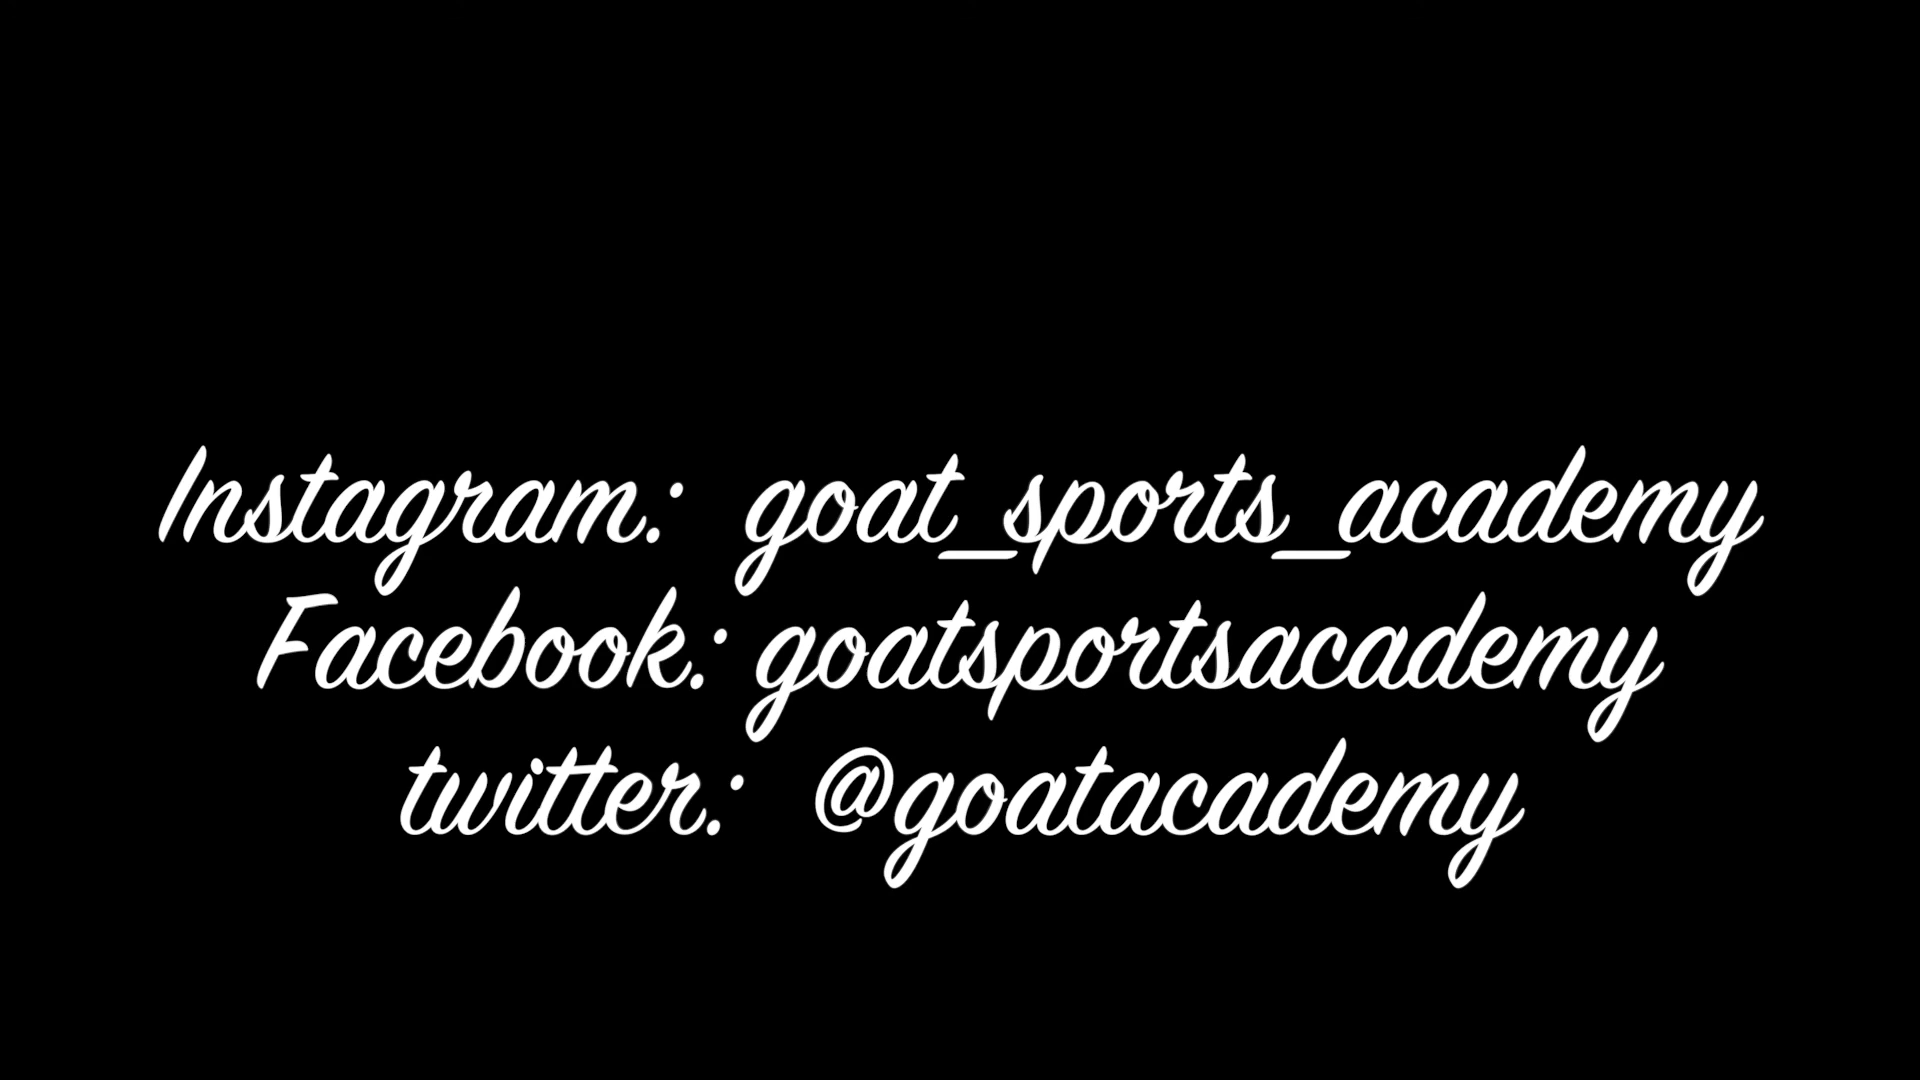 Instagram: goat_sports_academy
Facebook: goatsportsacademy
twitter: @goatacademy